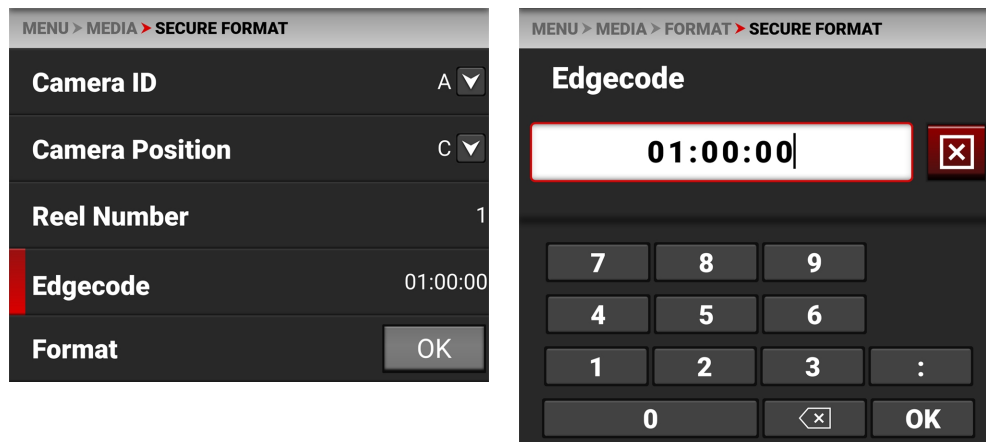 MENU > MEDIA > SECURE FORMAT
Camera ID A
Camera Position C
Reel Number 1
Edgecode 01:00:00
Format OK
MENU > MEDIA > FORMAT > SECURE FORMAT
Edgecode
01:00:00
7 8 9
4 5 6
1 2 3 :
0 OK